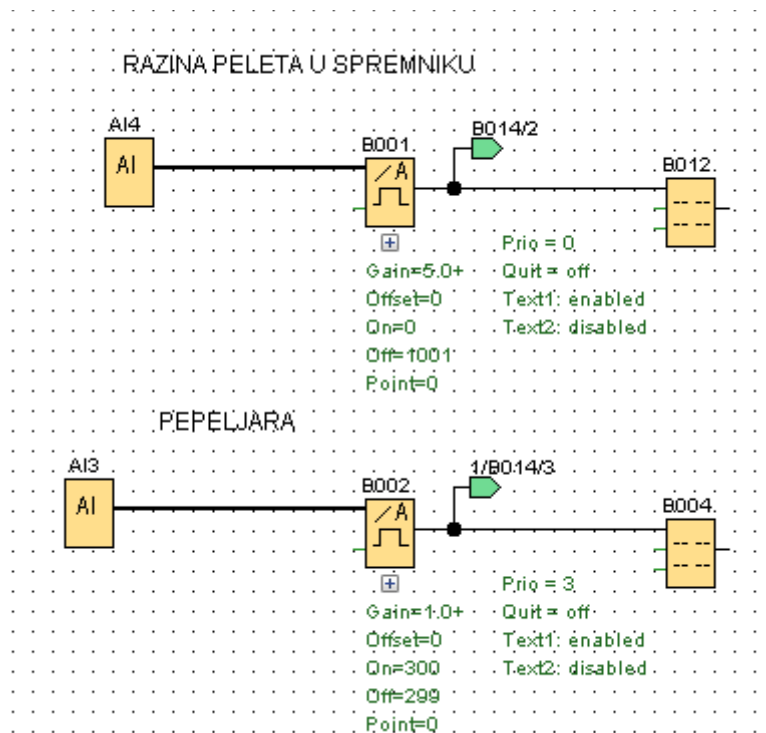 RAZINA PELETA U SPREMNIKU
AI4
AI
B001
/A
B014/2
B012
Gain=5.0+
Offset=0
On=0
Off=1001
Point=0
Prio = 0
Quit = off
Text1: enabled
Text2: disabled
PEPELJARA
AI3
AI
B002
/A
1/B014/3
B004
Gain=1.0+
Offset=0
On=300
Off=299
Point=0
Prio = 3
Quit = off
Text1: enabled
Text2: disabled